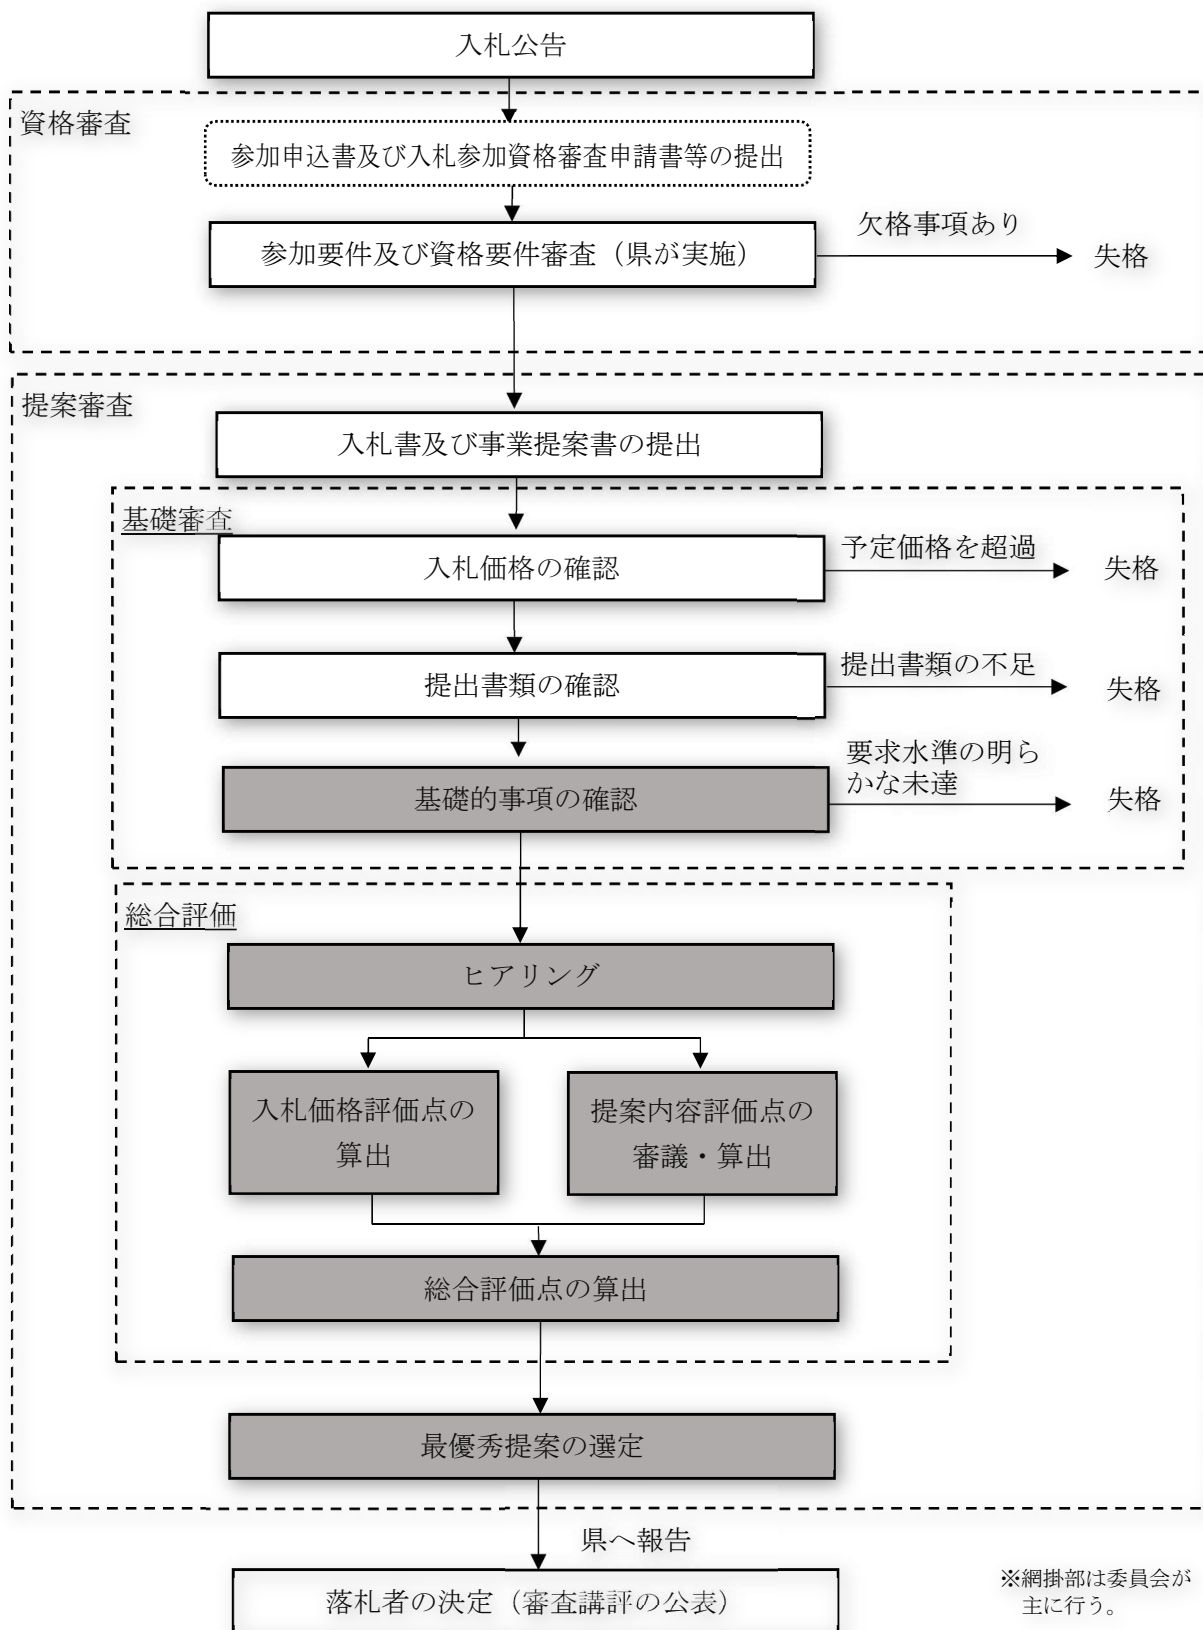 入札公告
資格審査
参加申込書及び入札参加資格審査申請書等の提出
参加要件及び資格要件審査（県が実施）
欠格事項あり
失格
提案審査
入札書及び事業提案書の提出
基礎審査
入札価格の確認
予定価格を超過
失格
提出書類の確認
提出書類の不足
失格
基礎的事項の確認
要求水準の明ら
かな未達
失格
総合評価
ヒアリング
入札価格評価点の
算出
提案内容評価点の
審議・算出
総合評価点の算出
最優秀提案の選定
県へ報告
落札者の決定（審査講評の公表）
※網掛部は委員会が
主に行う。